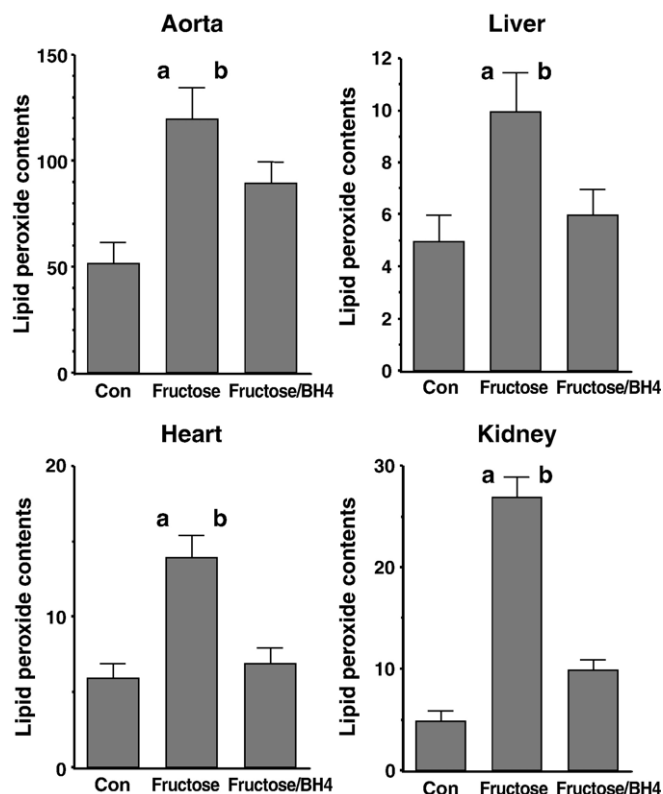 Aorta
Lipid peroxide contents
150
100
50
0
a b
Con Fructose Fructose/BH4
Liver
Lipid peroxide contents
12
10
8
6
4
2
0
a b
Con Fructose Fructose/BH4
Heart
Lipid peroxide contents
20
10
0
a b
Con Fructose Fructose/BH4
Kidney
Lipid peroxide contents
30
20
10
0
a b
Con Fructose Fructose/BH4